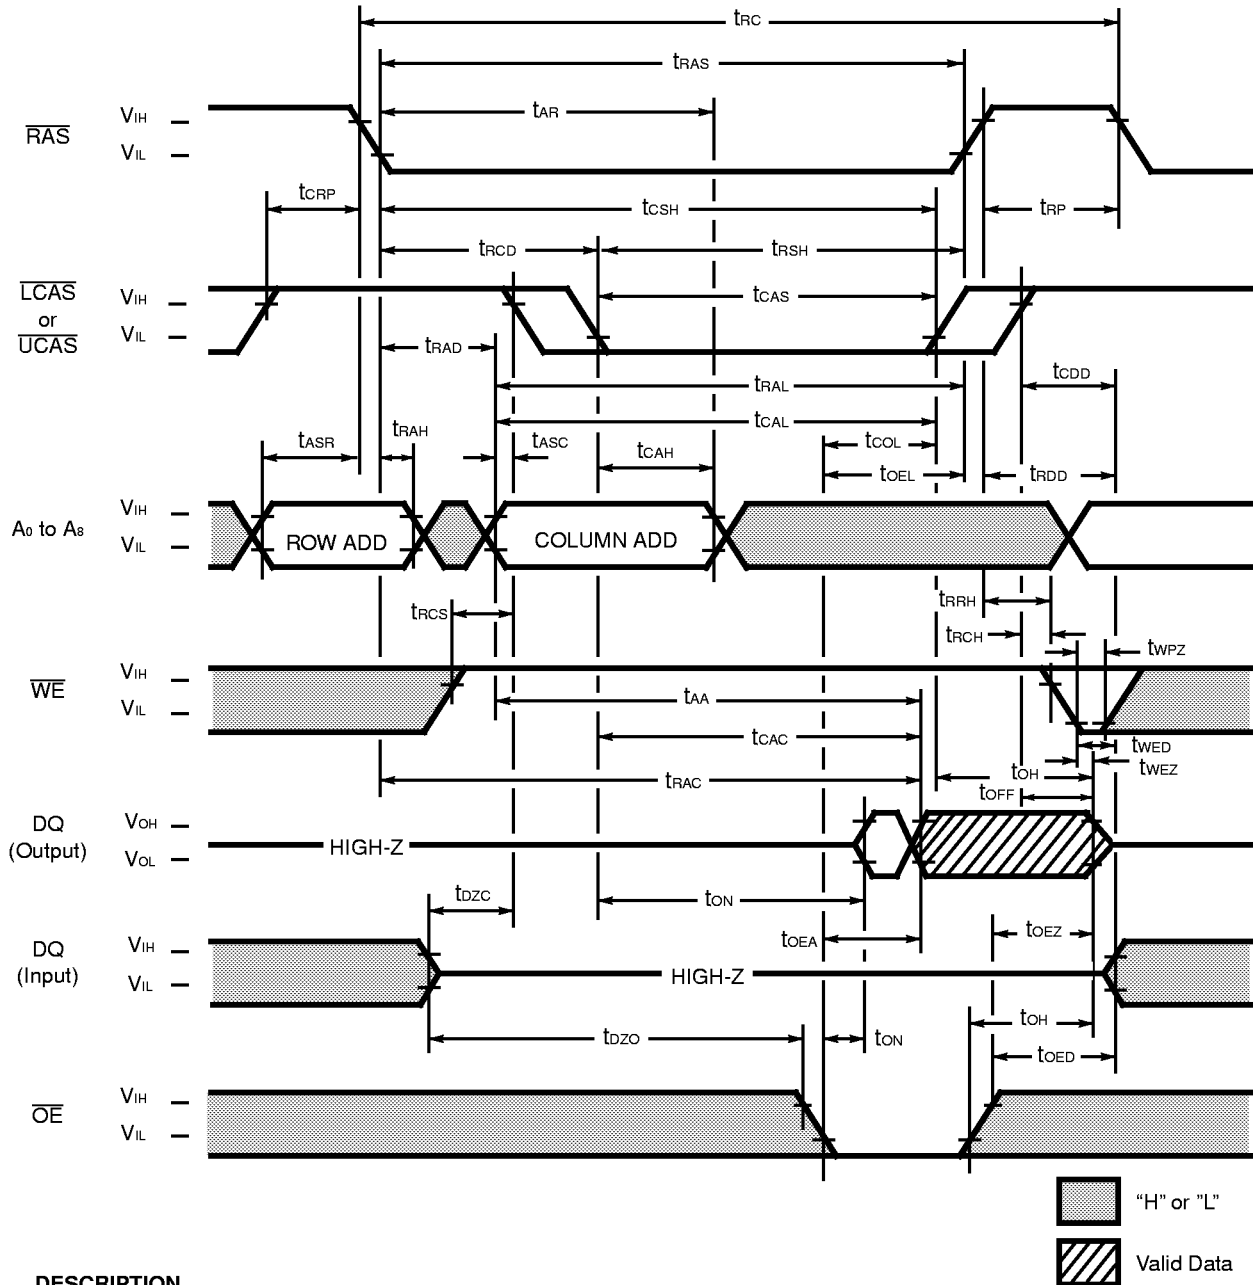 tRC
tRAS
tAR
RAS
VIH
VIL
tCRP
tCSH
tRP
tRCD
tRSH
LCAS
or
UCAS
VIH
VIL
tCAS
tRAD
tRAL
tCDD
tCAL
tASR
tRAH
tASC
tCAH
tCOL
tOEL
tRDD
A0 to A8
VIH
VIL
ROW ADD
COLUMN ADD
tRCS
tRRH
tRCH
tWPZ
WE
VIH
VIL
tAA
tCAC
tWED
tRAC
tOH
tWEZ
tOFF
DQ
(Output)
VOH
VOL
HIGH-Z
tDZC
tON
tOEA
tOEZ
DQ
(Input)
VIH
VIL
HIGH-Z
tDZO
tON
tOH
tOED
OE
VIH
VIL
“H” or ”L”
Valid Data
DESCRIPTION